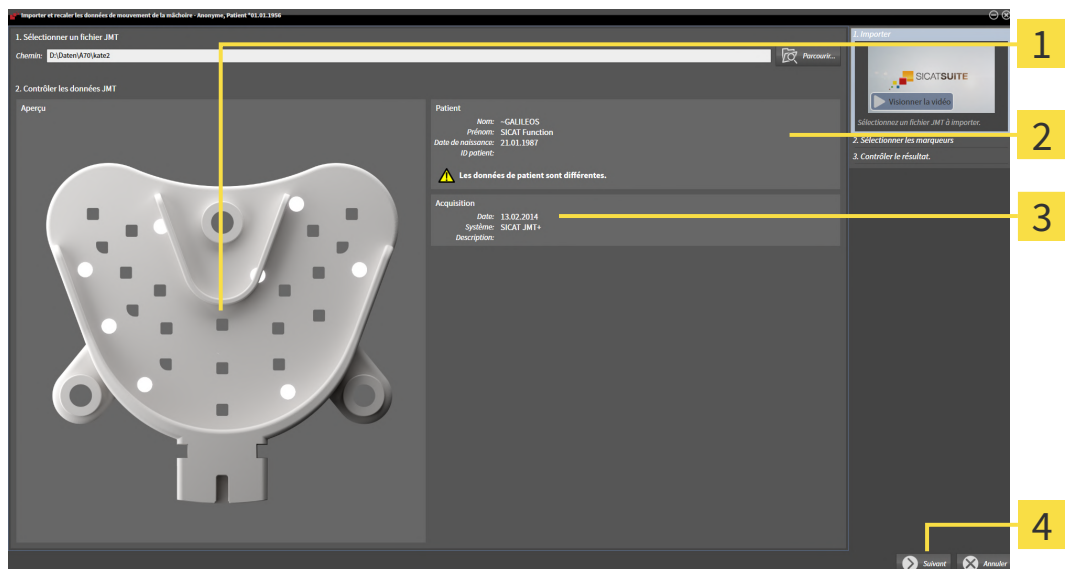 Importer et recaler les données de mouvement de la mâchoire - Anonyme, Patient *01.01.1956
1. Sélectionner un fichier JMT
Chemin: D:\Daten\A70\kate2
Parcourir...
2. Contrôler les données JMT
Aperçu
Patient
Nom: ~GALILEOS
Prénom: SICAT Function
Date de naissance: 21.01.1987
ID patient:
Les données de patient sont différentes.
Acquisition
Date: 13.02.2014
Système: SICAT JMT+
Description:
1. Importer
SICATSUITE
Visionner la vidéo
Sélectionnez un fichier JMT à importer.
2. Sélectionner les marqueurs
3. Contrôler le résultat.
Suivant
Annuler
1
2
3
4